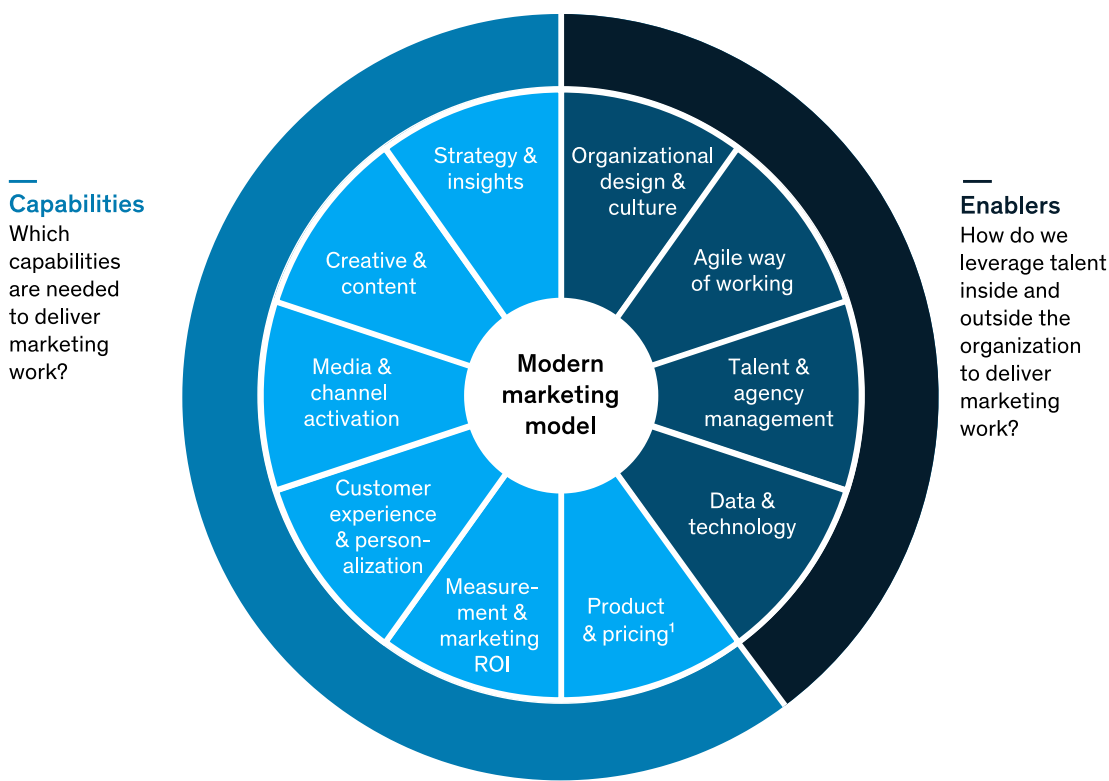 Capabilities
Which
capabilities
are needed
to deliver
marketing
work?
Strategy &
insights
Creative &
content
Media &
channel
activation
Customer
experience
& person-
alization
Measure-
ment &
marketing
ROI
Product
& pricing¹
Organizational
design &
culture
Agile way
of working
Talent &
agency
management
Data &
technology
Modern
marketing
model
Enablers
How do we
leverage talent
inside and
outside the
organization
to deliver
marketing
work?